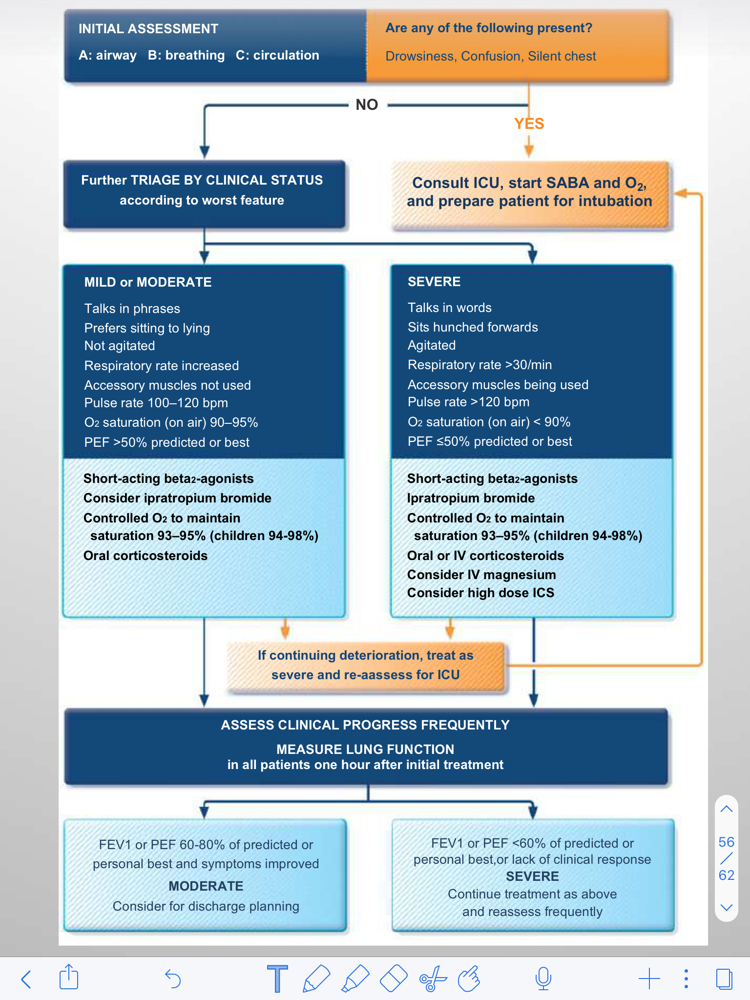 INITIAL ASSESSMENT
A: airway B: breathing C: circulation
Are any of the following present?
Drowsiness, Confusion, Silent chest
NO
YES
Further TRIAGE BY CLINICAL STATUS
according to worst feature
Consult ICU, start SABA and O2,
and prepare patient for intubation
MILD or MODERATE
Talks in phrases
Prefers sitting to lying
Not agitated
Respiratory rate increased
Accessory muscles not used
Pulse rate 100–120 bpm
O2 saturation (on air) 90–95%
PEF >50% predicted or best
Short-acting beta2-agonists
Consider ipratropium bromide
Controlled O2 to maintain
saturation 93–95% (children 94-98%)
Oral corticosteroids
SEVERE
Talks in words
Sits hunched forwards
Agitated
Respiratory rate >30/min
Accessory muscles being used
Pulse rate >120 bpm
O2 saturation (on air) < 90%
PEF ≤50% predicted or best
Short-acting beta2-agonists
Ipratropium bromide
Controlled O2 to maintain
saturation 93–95% (children 94-98%)
Oral or IV corticosteroids
Consider IV magnesium
Consider high dose ICS
If continuing deterioration, treat as
severe and re-aassess for ICU
ASSESS CLINICAL PROGRESS FREQUENTLY
MEASURE LUNG FUNCTION
in all patients one hour after initial treatment
FEV1 or PEF 60-80% of predicted or
personal best and symptoms improved
MODERATE
Consider for discharge planning
FEV1 or PEF <60% of predicted or
personal best,or lack of clinical response
SEVERE
Continue treatment as above
and reassess frequently
56
/
62
T